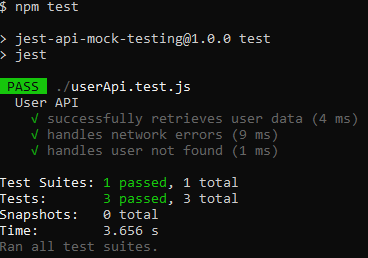 $ npm test
> jest-api-mock-testing@1.0.0 test
> jest
PASS ./userApi.test.js
User API
√ successfully retrieves user data (4 ms)
√ handles network errors (9 ms)
√ handles user not found (1 ms)
Test Suites: 1 passed, 1 total
Tests: 3 passed, 3 total
Snapshots: 0 total
Time: 3.656 s
Ran all test suites.